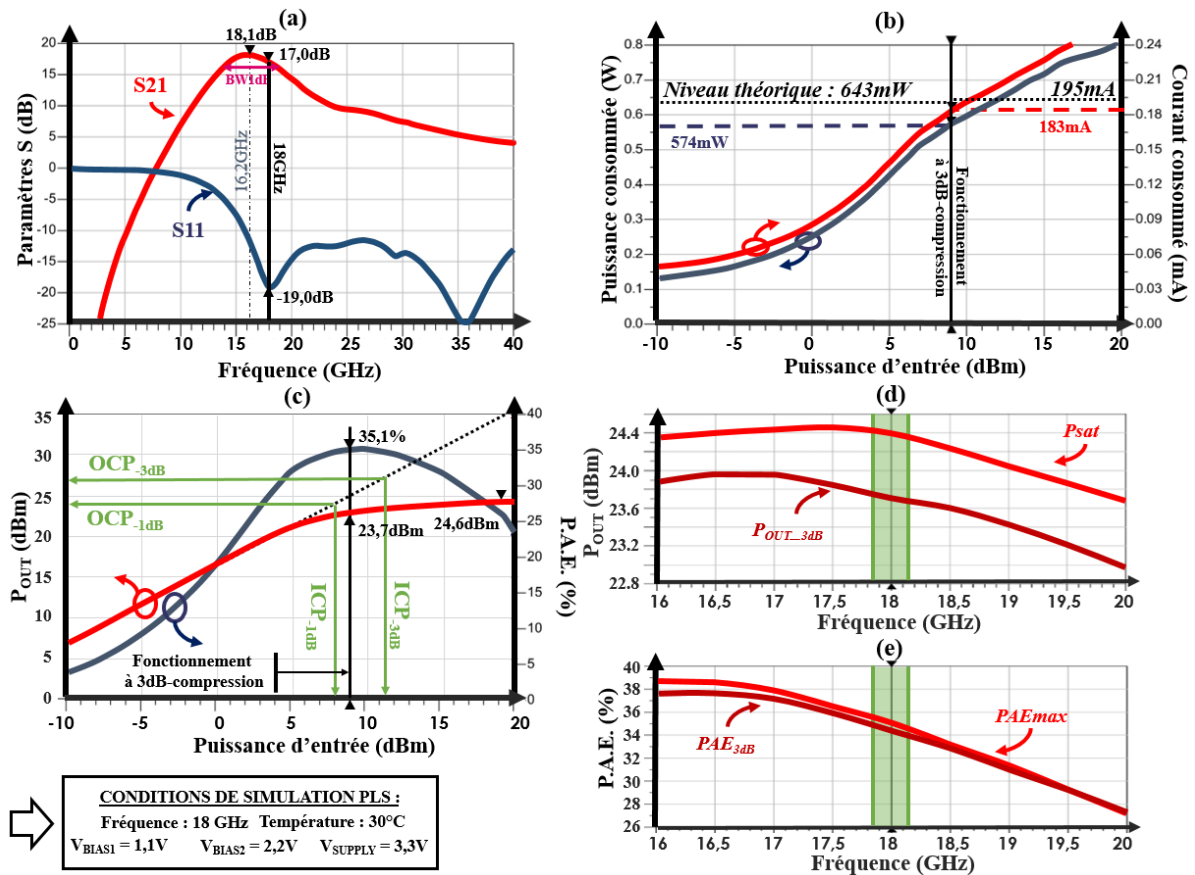 (a)
18,1dB
17,0dB
S21
BW1dB
16,2GHz
18GHz
S11
-19,0dB
Paramètres S (dB)
20
15
10
5
0
-5
-10
-15
-20
-25
0 5 10 15 20 25 30 35 40
Fréquence (GHz)
(b)
Puissance consommée (W)
0.8
0.7
0.6
0.5
0.4
0.3
0.2
0.1
0.0
Niveau théorique : 643mW
195mA
574mW
183mA
Fonctionnement
à 3dB-compression
0.24
0.21
0.18
0.15
0.12
0.09
0.06
0.03
0.00
Courant consommé (mA)
-10 -5 0 5 10 15 20
Puissance d’entrée (dBm)
(c)
P_OUT (dBm)
35
30
25
20
15
10
5
0
35,1%
OCP-3dB
OCP-1dB
23,7dBm
24,6dBm
ICP-1dB
ICP-3dB
Fonctionnement
à 3dB-compression
40
35
30
25
20
15
10
5
0
P.A.E. (%)
-10 -5 0 5 10 15 20
Puissance d’entrée (dBm)
(d)
P_OUT (dBm)
24.4
24.0
23.6
23.2
22.8
Psat
P_OUT_3dB
16 16,5 17 17,5 18 18,5 19 19,5 20
Fréquence (GHz)
(e)
P.A.E. (%)
40
38
36
34
32
30
28
26
PAEmax
PAE3dB
16 16,5 17 17,5 18 18,5 19 19,5 20
Fréquence (GHz)
CONDITIONS DE SIMULATION PLS :
Fréquence : 18 GHz Température : 30°C
VBIAS1 = 1,1V VBIAS2 = 2,2V VSUPPLY = 3,3V